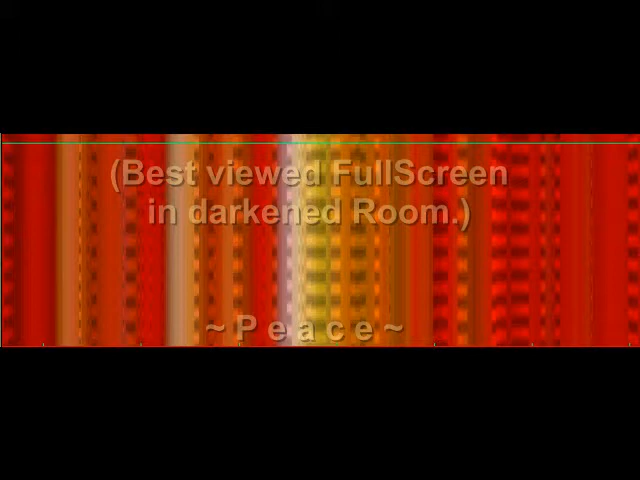 (Best viewed FullScreen
in darkened Room.)
~ P e a c e ~